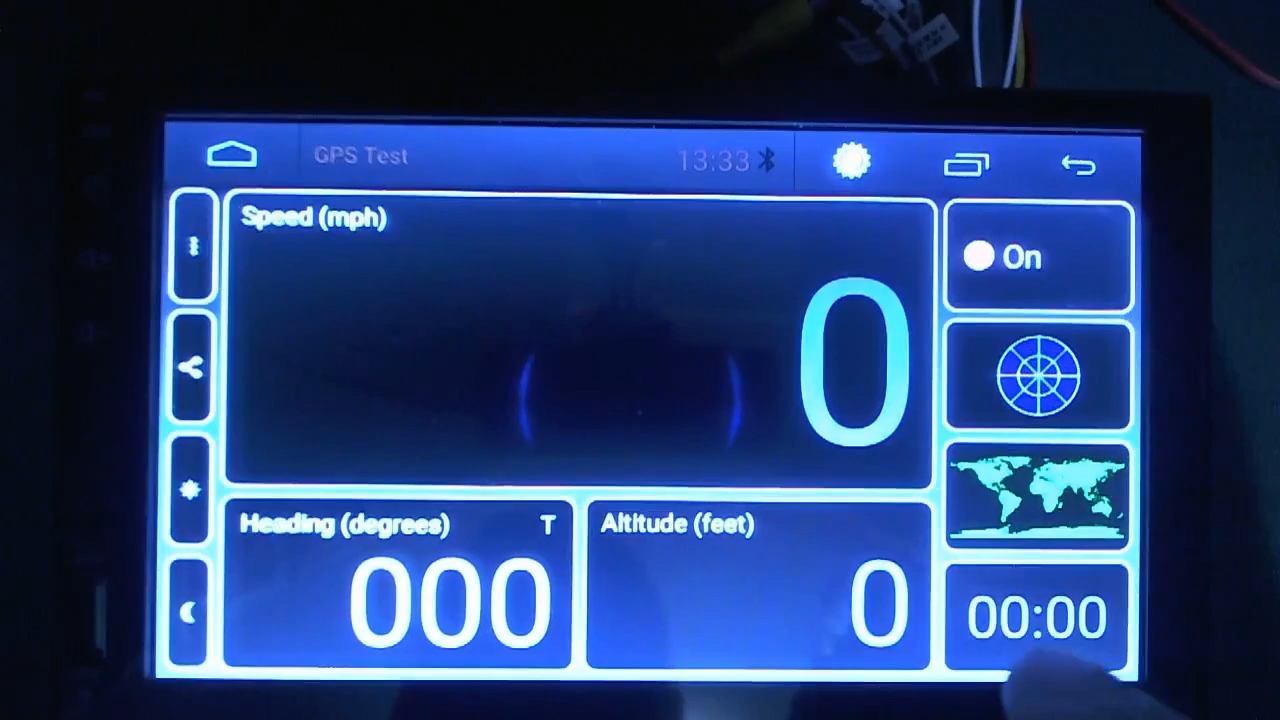 GPS Test
13:33
Speed (mph)
0
On
Heading (degrees)
T
000
Altitude (feet)
0
00:00